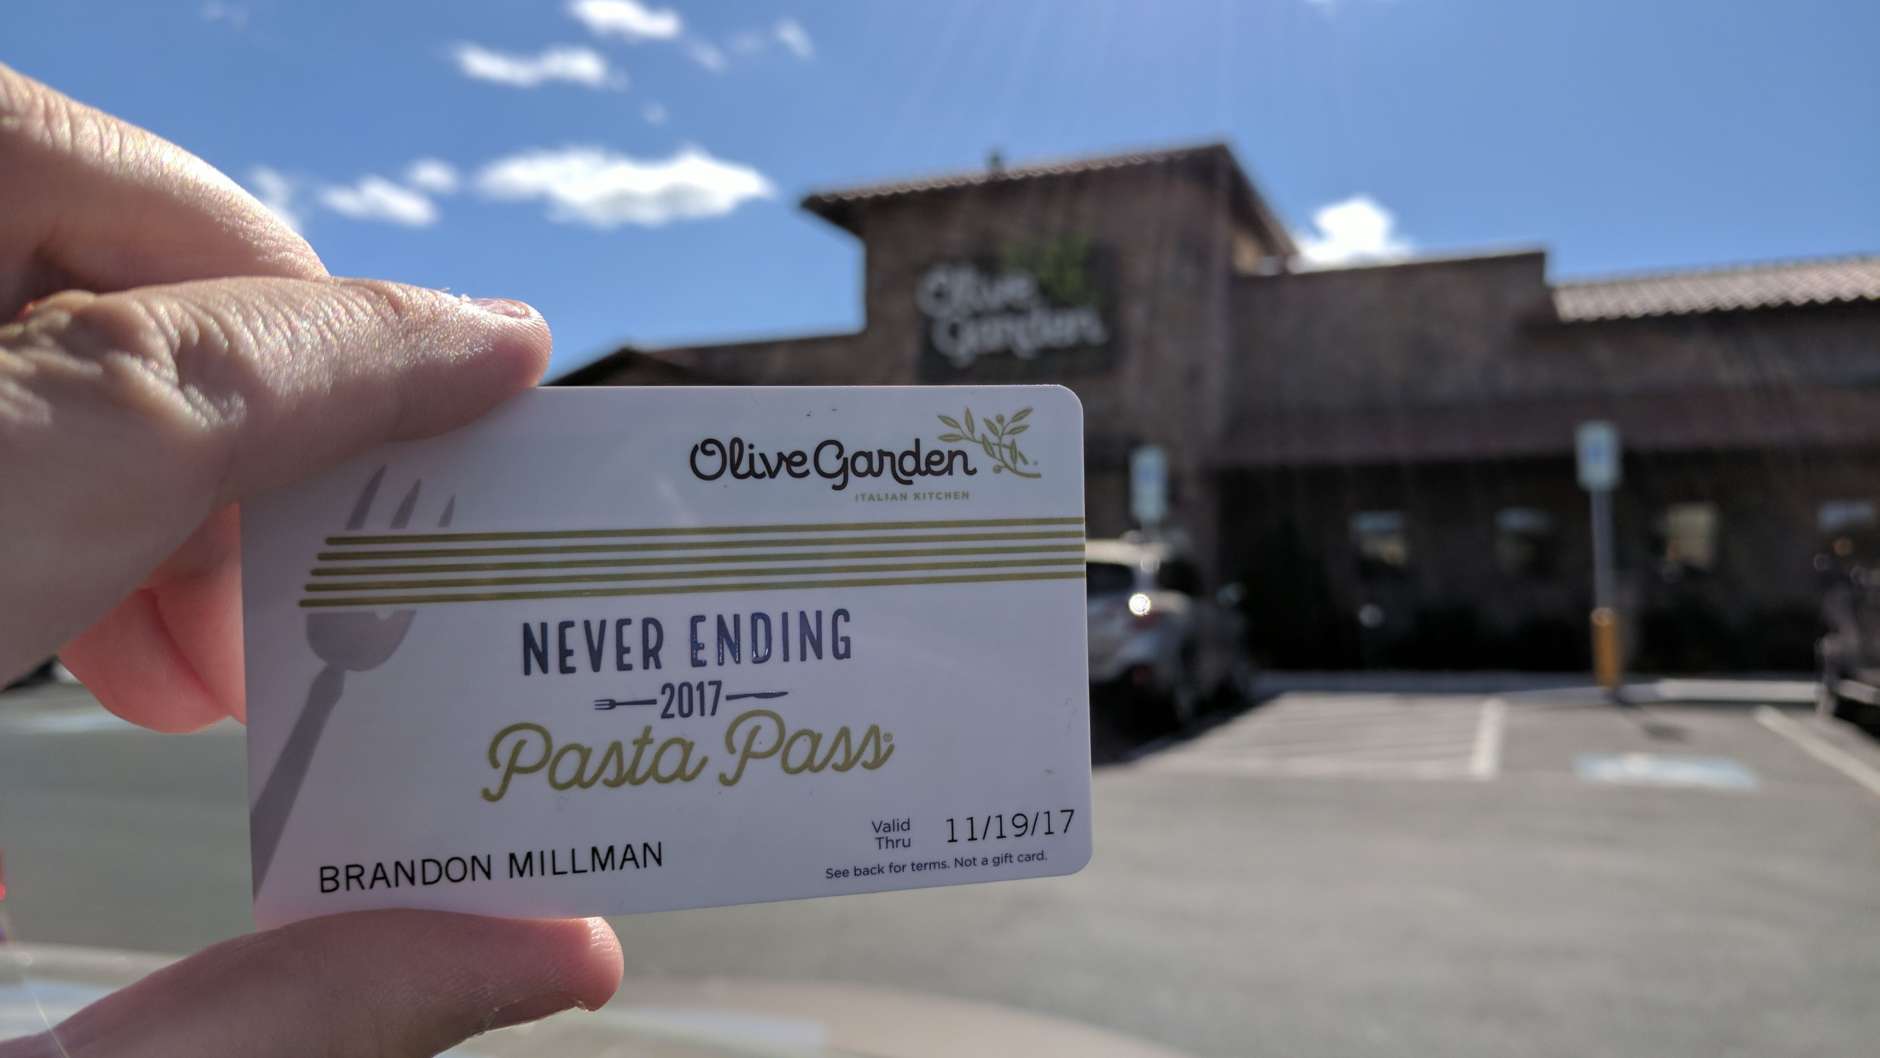 Olive
Garden
Olive Garden
ITALIAN KITCHEN
NEVER ENDING
2017
Pasta Pass®
Valid
Thru
11/19/17
BRANDON MILLMAN
See back for terms. Not a gift card.